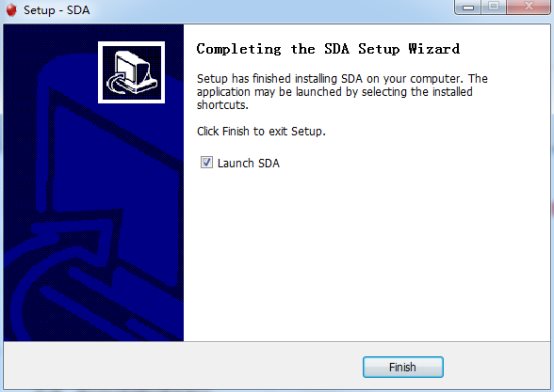 Setup - SDA
Completing the SDA Setup Wizard
Setup has finished installing SDA on your computer. The
application may be launched by selecting the installed
shortcuts.
Click Finish to exit Setup.
Launch SDA
Finish